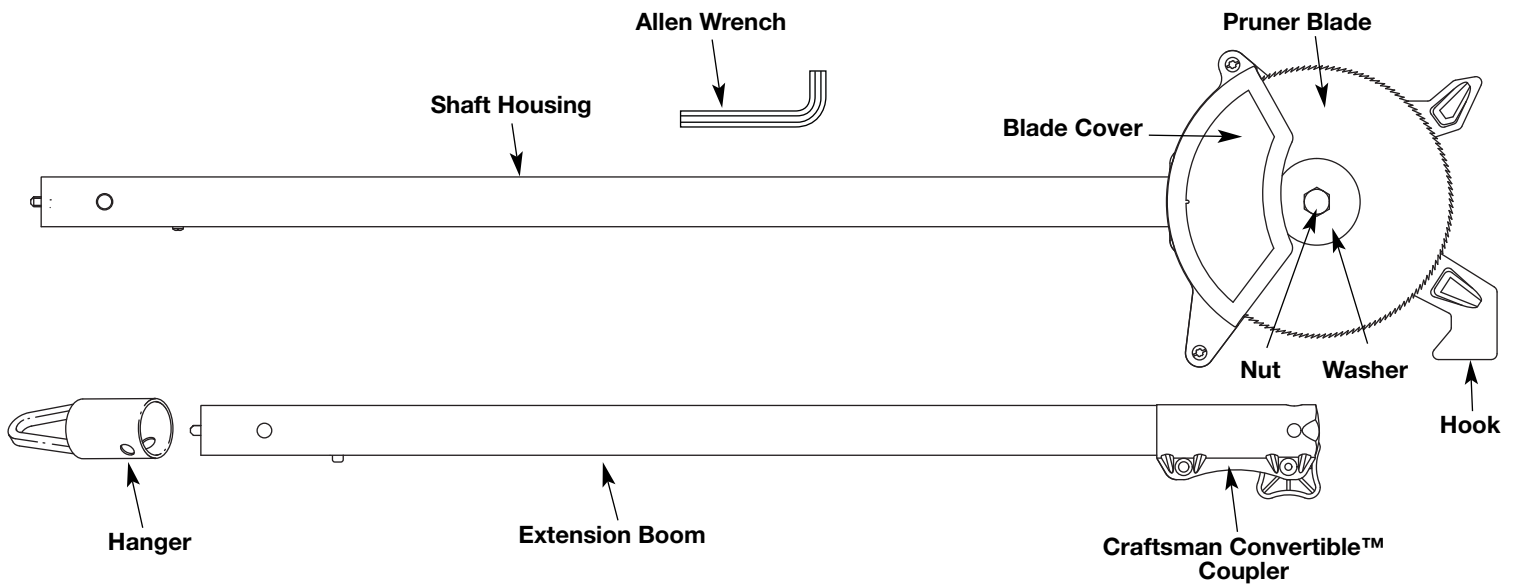 Allen Wrench
Pruner Blade
Shaft Housing
Blade Cover
Nut
Washer
Hook
Hanger
Extension Boom
Craftsman Convertible™
Coupler